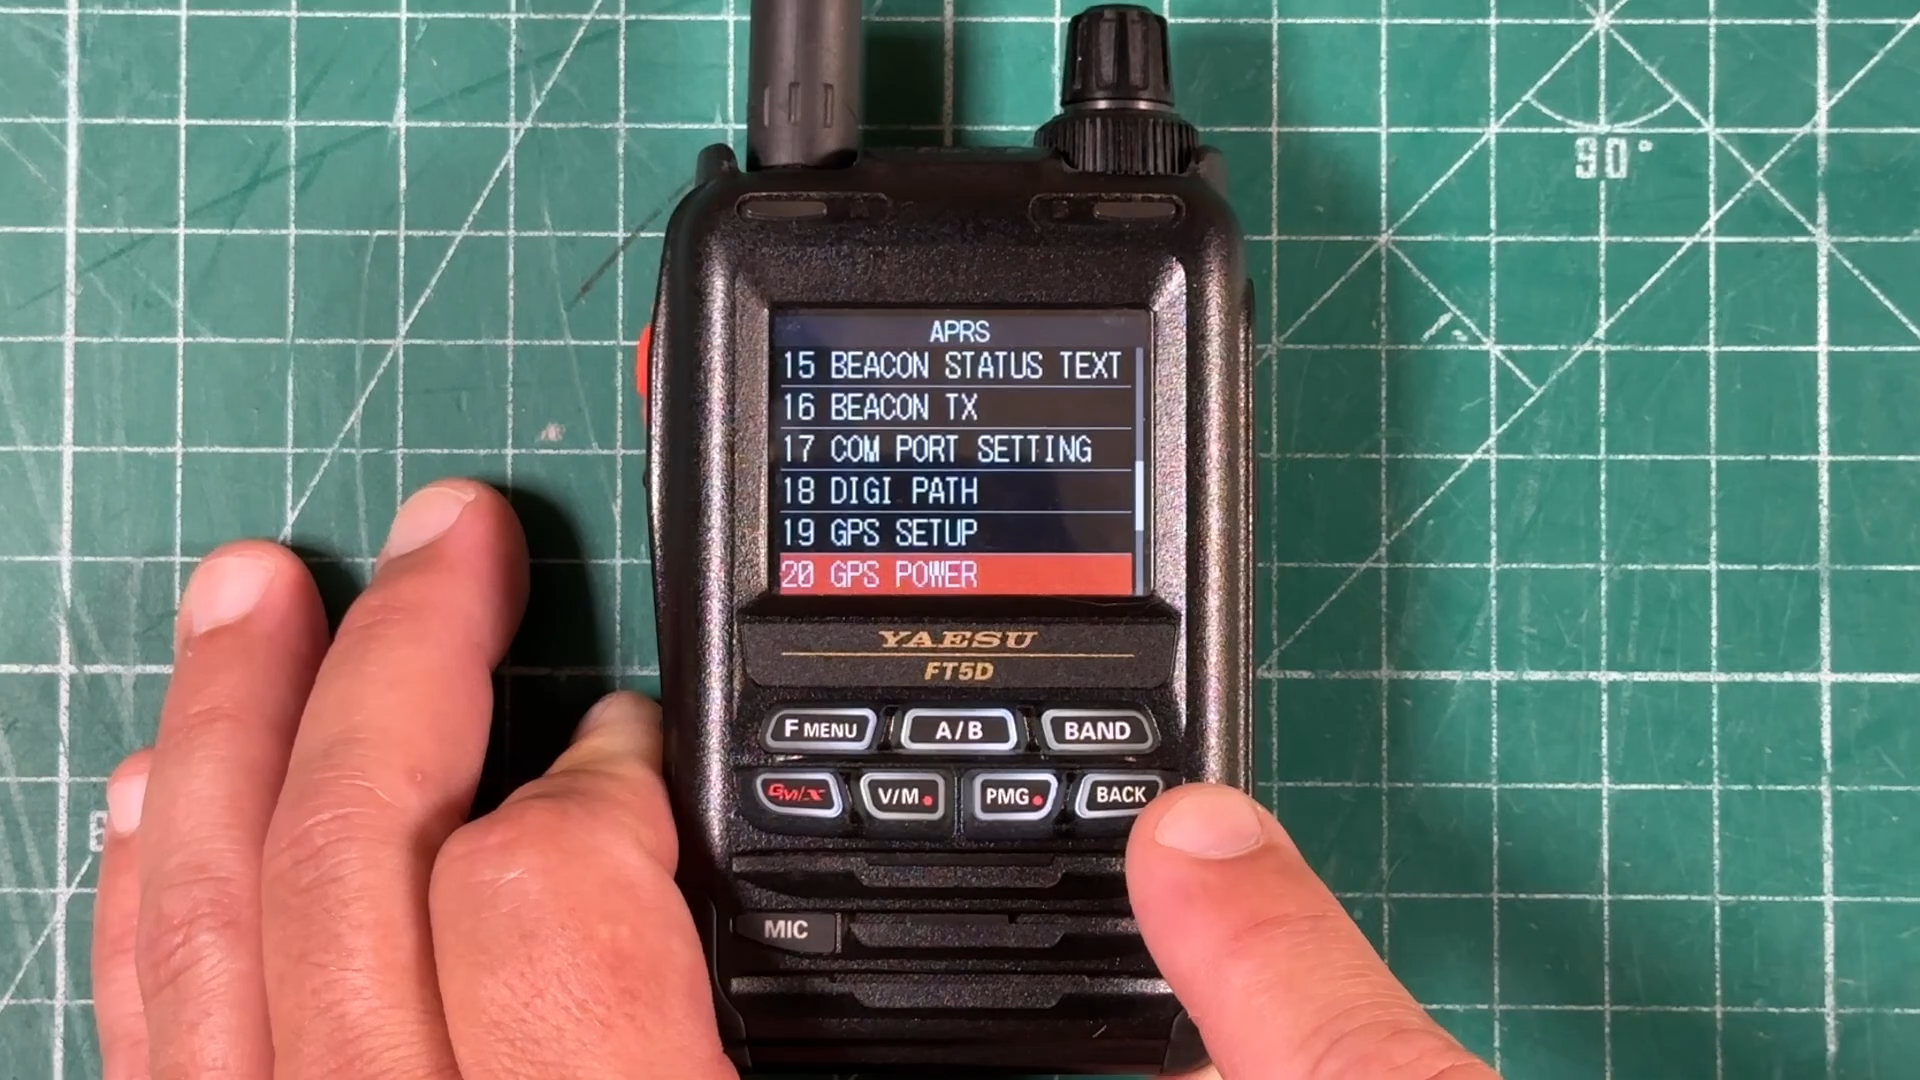 90°
APRS
15 BEACON STATUS TEXT
16 BEACON TX
17 COM PORT SETTING
18 DIGI PATH
19 GPS SETUP
20 GPS POWER
YAESU
FT5D
F MENU
A/B
BAND
GM/X
V/M
PMG
BACK
MIC